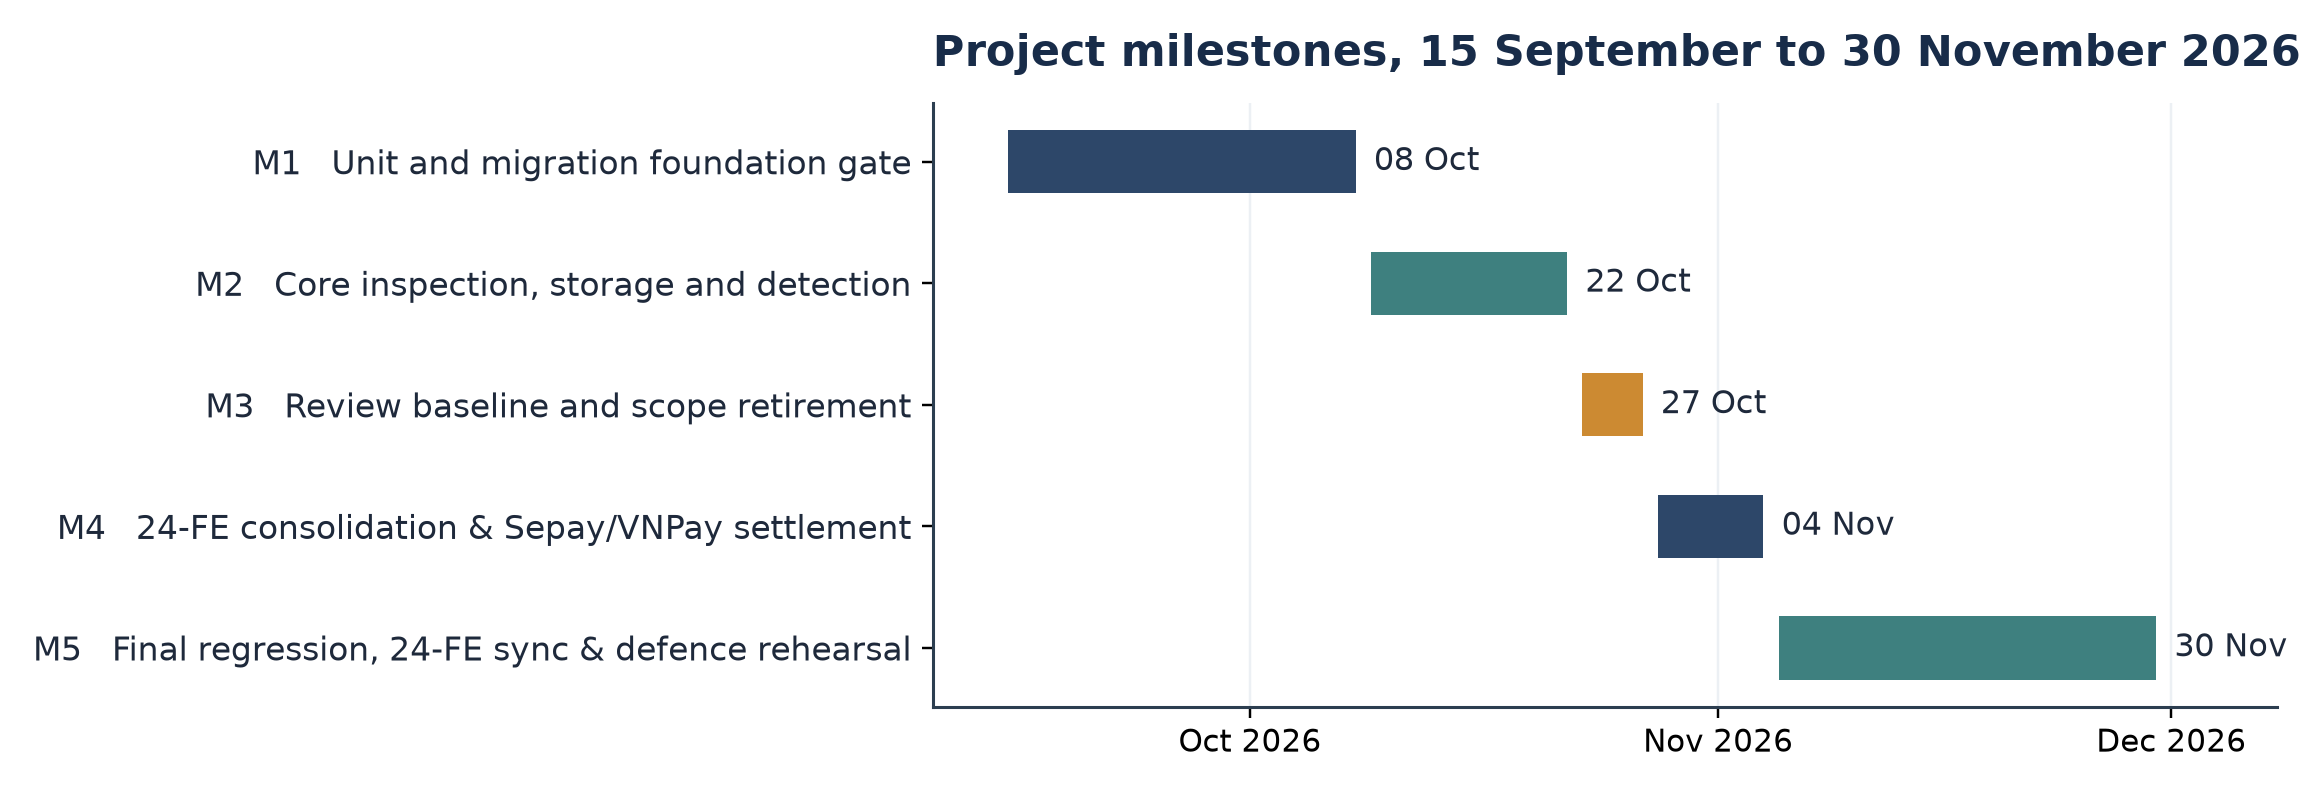 Project milestones, 15 September to 30 November 2026
M1 Unit and migration foundation gate
08 Oct
M2 Core inspection, storage and detection
22 Oct
M3 Review baseline and scope retirement
27 Oct
M4 24-FE consolidation & Sepay/VNPay settlement
04 Nov
M5 Final regression, 24-FE sync & defence rehearsal
30 Nov
Oct 2026
Nov 2026
Dec 2026